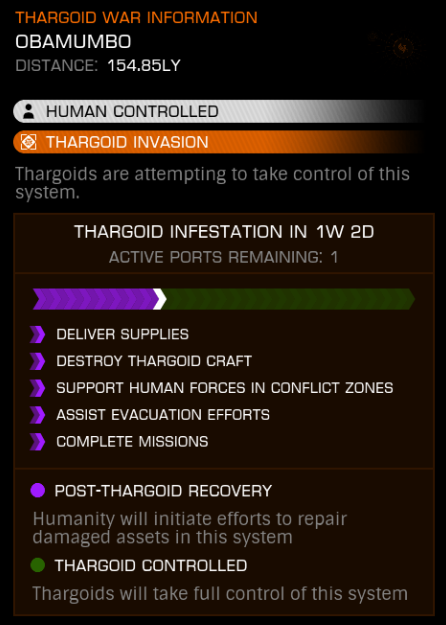 THARGOID WAR INFORMATION
OBAMUMBO
DISTANCE: 154.85LY
HUMAN CONTROLLED
THARGOID INVASION
Thargoids are attempting to take control of this
system.
THARGOID INFESTATION IN 1W 2D
ACTIVE PORTS REMAINING: 1
DELIVER SUPPLIES
DESTROY THARGOID CRAFT
SUPPORT HUMAN FORCES IN CONFLICT ZONES
ASSIST EVACUATION EFFORTS
COMPLETE MISSIONS
POST-THARGOID RECOVERY
Humanity will initiate efforts to repair
damaged assets in this system
THARGOID CONTROLLED
Thargoids will take full control of this system